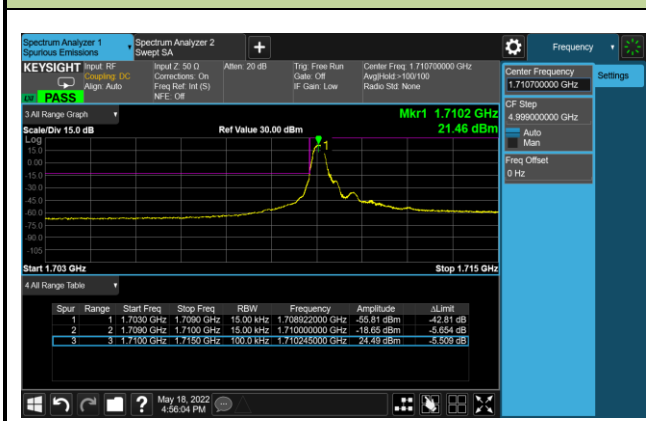 Spectrum Analyzer 1
Spurious Emissions
Spectrum Analyzer 2
Swept SA
+
Frequency
KEYSIGHT
Input: RF
Coupling: DC
Align: Auto
Input Z: 50 Ω
Corrections: On
Freq Ref: Int (S)
NFE: Off
Atten: 20 dB
Trig: Free Run
Gate: Off
IF Gain: Low
Center Freq: 1.710700000 GHz
Avg|Hold:>100/100
Radio Std: None
PASS
Center Frequency
1.710700000 GHz
Settings
CF Step
4.999000000 GHz
Auto
Man
Freq Offset
0 Hz
3 All Range Graph
Mkr1 1.7102 GHz
Scale/Div 15.0 dB
Ref Value 30.00 dBm
21.46 dBm
Log
15.0
0.00
-15.0
-30.0
-45.0
-60.0
-75.0
-90.0
-105
1
Start 1.703 GHz
Stop 1.715 GHz
4 All Range Table
Spur Range Start Freq Stop Freq RBW Frequency Amplitude ΔLimit
1 1 1.7030 GHz 1.7090 GHz 15.00 kHz 1.708922000 GHz -55.81 dBm -42.81 dB
2 2 1.7090 GHz 1.7100 GHz 15.00 kHz 1.710000000 GHz -18.65 dBm -5.654 dB
3 3 1.7100 GHz 1.7150 GHz 100.0 kHz 1.710245000 GHz 24.49 dBm -5.509 dB
?
May 18, 2022
4:56:04 PM